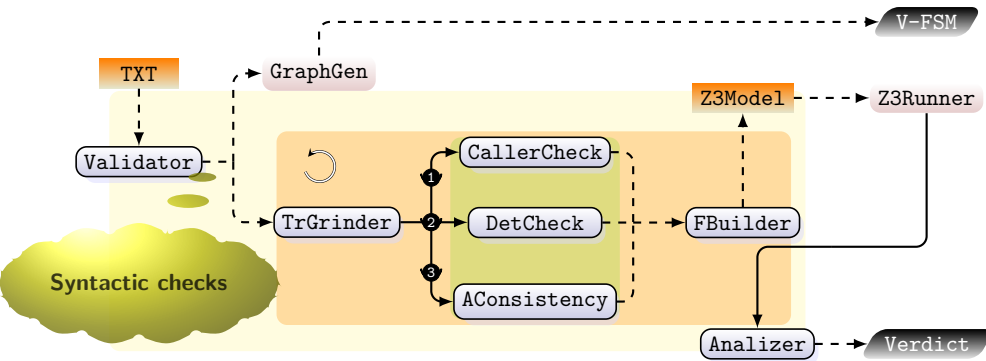 V-FSM
TXT
GraphGen
Z3Model
Z3Runner
Validator
CallerCheck
1
TrGrinder
2
DetCheck
FBuilder
3
Syntactic checks
AConsistency
Analizer
Verdict